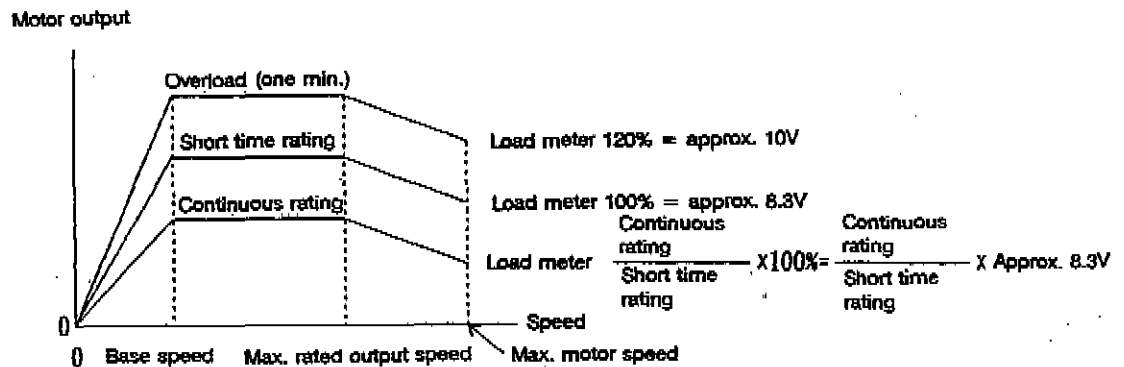 Motor output
Overload (one min.)
Short time rating
Continuous rating
Load meter 120% = approx. 10V
Load meter 100% = approx. 8.3V
Load meter Continuous rating / Short time rating X100%= Continuous rating / Short time rating X Approx. 8.3V
0
Speed
0 Base speed Max. rated output speed Max. motor speed